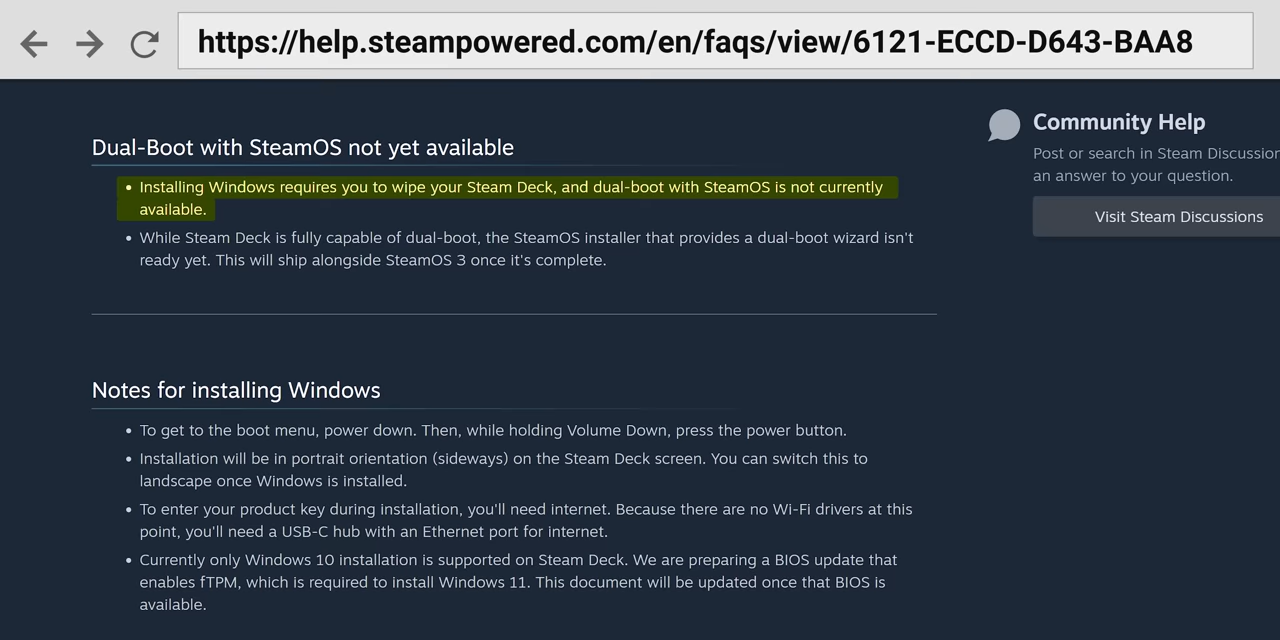 https://help.steampowered.com/en/faqs/view/6121-ECCD-D643-BAA8
Dual-Boot with SteamOS not yet available
• Installing Windows requires you to wipe your Steam Deck, and dual-boot with SteamOS is not currently
available.
• While Steam Deck is fully capable of dual-boot, the SteamOS installer that provides a dual-boot wizard isn't
ready yet. This will ship alongside SteamOS 3 once it's complete.
Notes for installing Windows
• To get to the boot menu, power down. Then, while holding Volume Down, press the power button.
• Installation will be in portrait orientation (sideways) on the Steam Deck screen. You can switch this to
landscape once Windows is installed.
• To enter your product key during installation, you'll need internet. Because there are no Wi-Fi drivers at this
point, you'll need a USB-C hub with an Ethernet port for internet.
• Currently only Windows 10 installation is supported on Steam Deck. We are preparing a BIOS update that
enables fTPM, which is required to install Windows 11. This document will be updated once that BIOS is
available.
Community Help
Post or search in Steam Discussion
an answer to your question.
Visit Steam Discussions